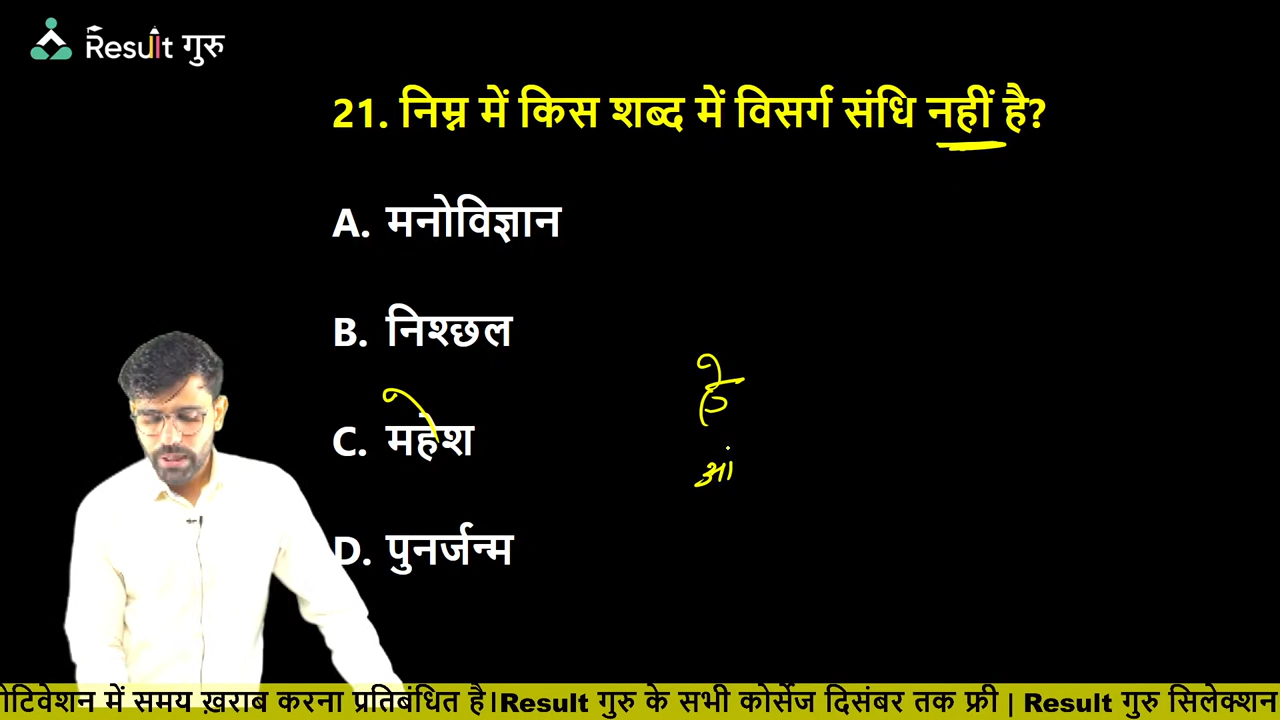 Result गुरु
21. निम्न में किस शब्द में विसर्ग संधि नहीं है?
A. मनोविज्ञान
B. निश्छल
C. महेश
D. पुनर्जन्म
ोटिवेशन में समय ख़राब करना प्रतिबंधित है।Result गुरु के सभी कोर्सेज दिसंबर तक फ्री | Result गुरु सिलेक्शन